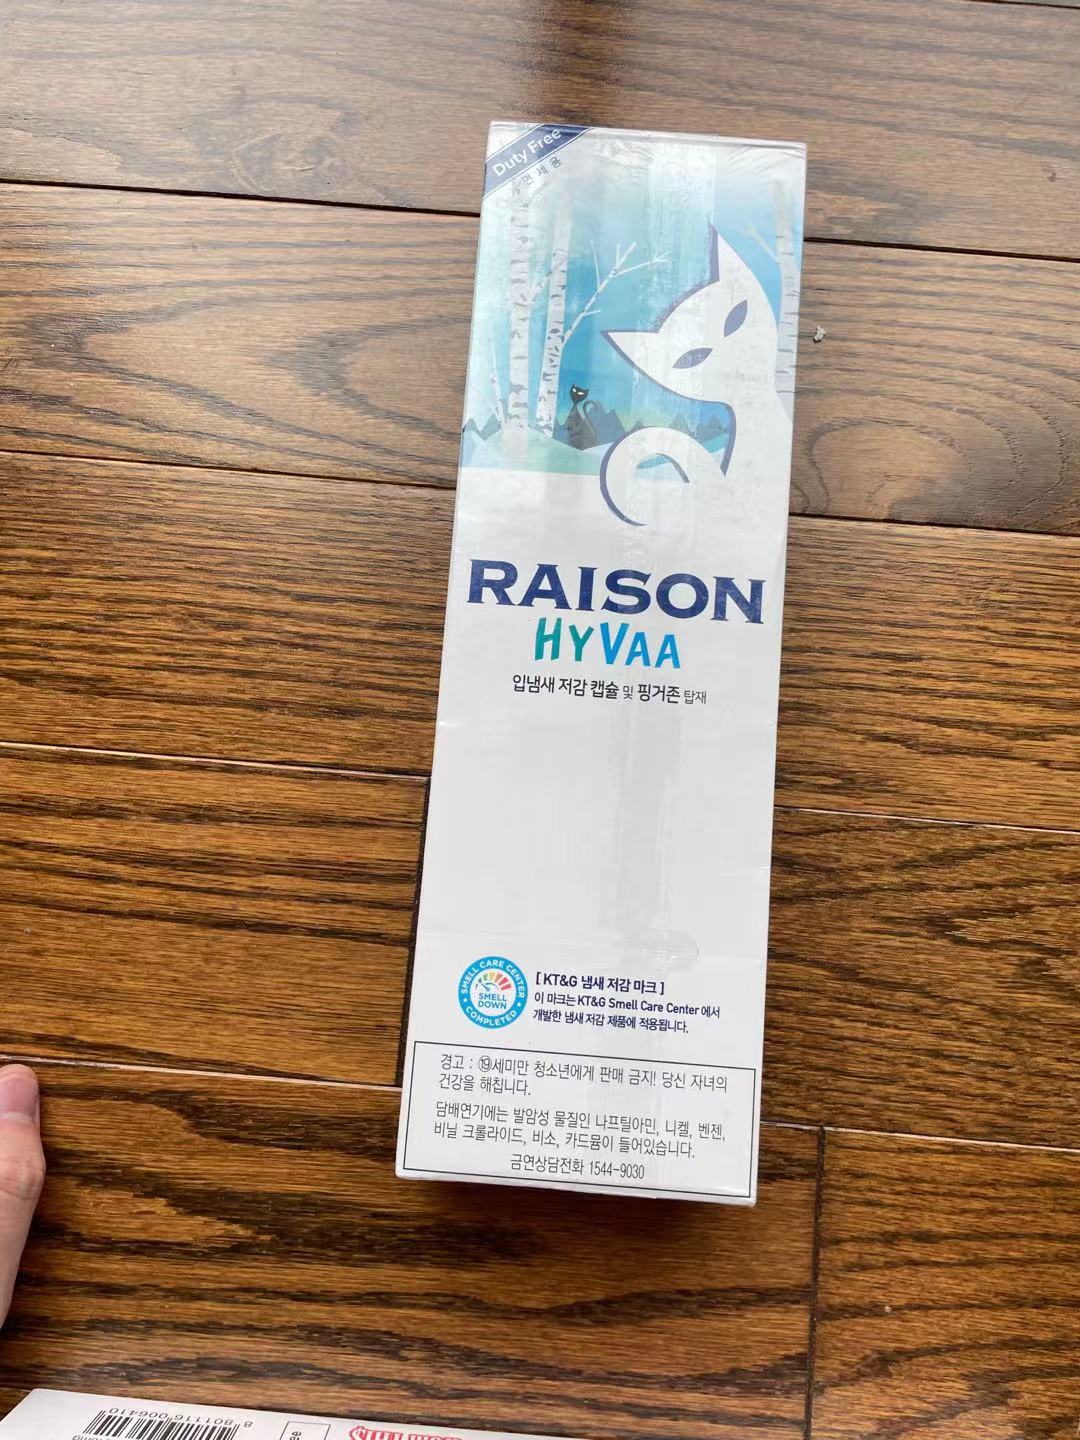 Duty Free
면세용
RAISON
HYVAA
입냄새 저감 캡슐 및 핑거존 탑재
SMELL CARE CENTER
SMELL
DOWN
COMPLETED
[ KT&G 냄새 저감 마크 ]
이 마크는 KT&G Smell Care Center 에서
개발한 냄새 저감 제품에 적용됩니다.
경고 : ⑲세미만 청소년에게 판매 금지! 당신 자녀의
건강을 해칩니다.
담배연기에는 발암성 물질인 나프틸아민, 니켈, 벤젠,
비닐 크롤라이드, 비소, 카드뮴이 들어있습니다.
금연상담전화 1544-9030
8 801116 006410